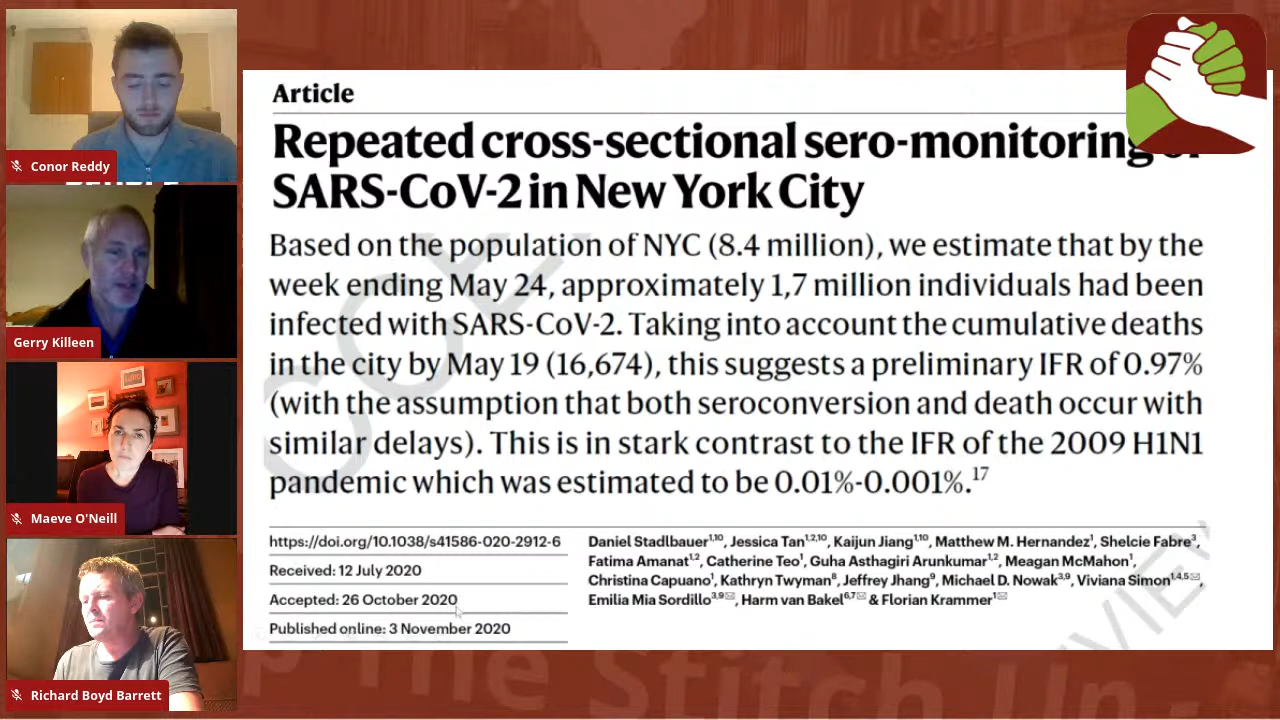 Conor Reddy
Gerry Killeen
Maeve O'Neill
Richard Boyd Barrett
Article
Repeated cross-sectional sero-monitoring of
SARS-CoV-2 in New York City
Based on the population of NYC (8.4 million), we estimate that by the
week ending May 24, approximately 1,7 million individuals had been
infected with SARS-CoV-2. Taking into account the cumulative deaths
in the city by May 19 (16,674), this suggests a preliminary IFR of 0.97%
(with the assumption that both seroconversion and death occur with
similar delays). This is in stark contrast to the IFR of the 2009 H1N1
pandemic which was estimated to be 0.01%-0.001%.17
https://doi.org/10.1038/s41586-020-2912-6
Received: 12 July 2020
Accepted: 26 October 2020
Published online: 3 November 2020
Daniel Stadlbauer1,10, Jessica Tan1,2,10, Kaijun Jiang1,10, Matthew M. Hernandez1, Shelcie Fabre3,
Fatima Amanat1,2, Catherine Teo1, Guha Asthagiri Arunkumar1,2, Meagan McMahon1,
Christina Capuano1, Kathryn Twyman8, Jeffrey Jhang9, Michael D. Nowak3,9, Viviana Simon1,4,5✉,
Emilia Mia Sordillo3,9✉, Harm van Bakel6,7✉ & Florian Krammer1✉
The Stitch Up